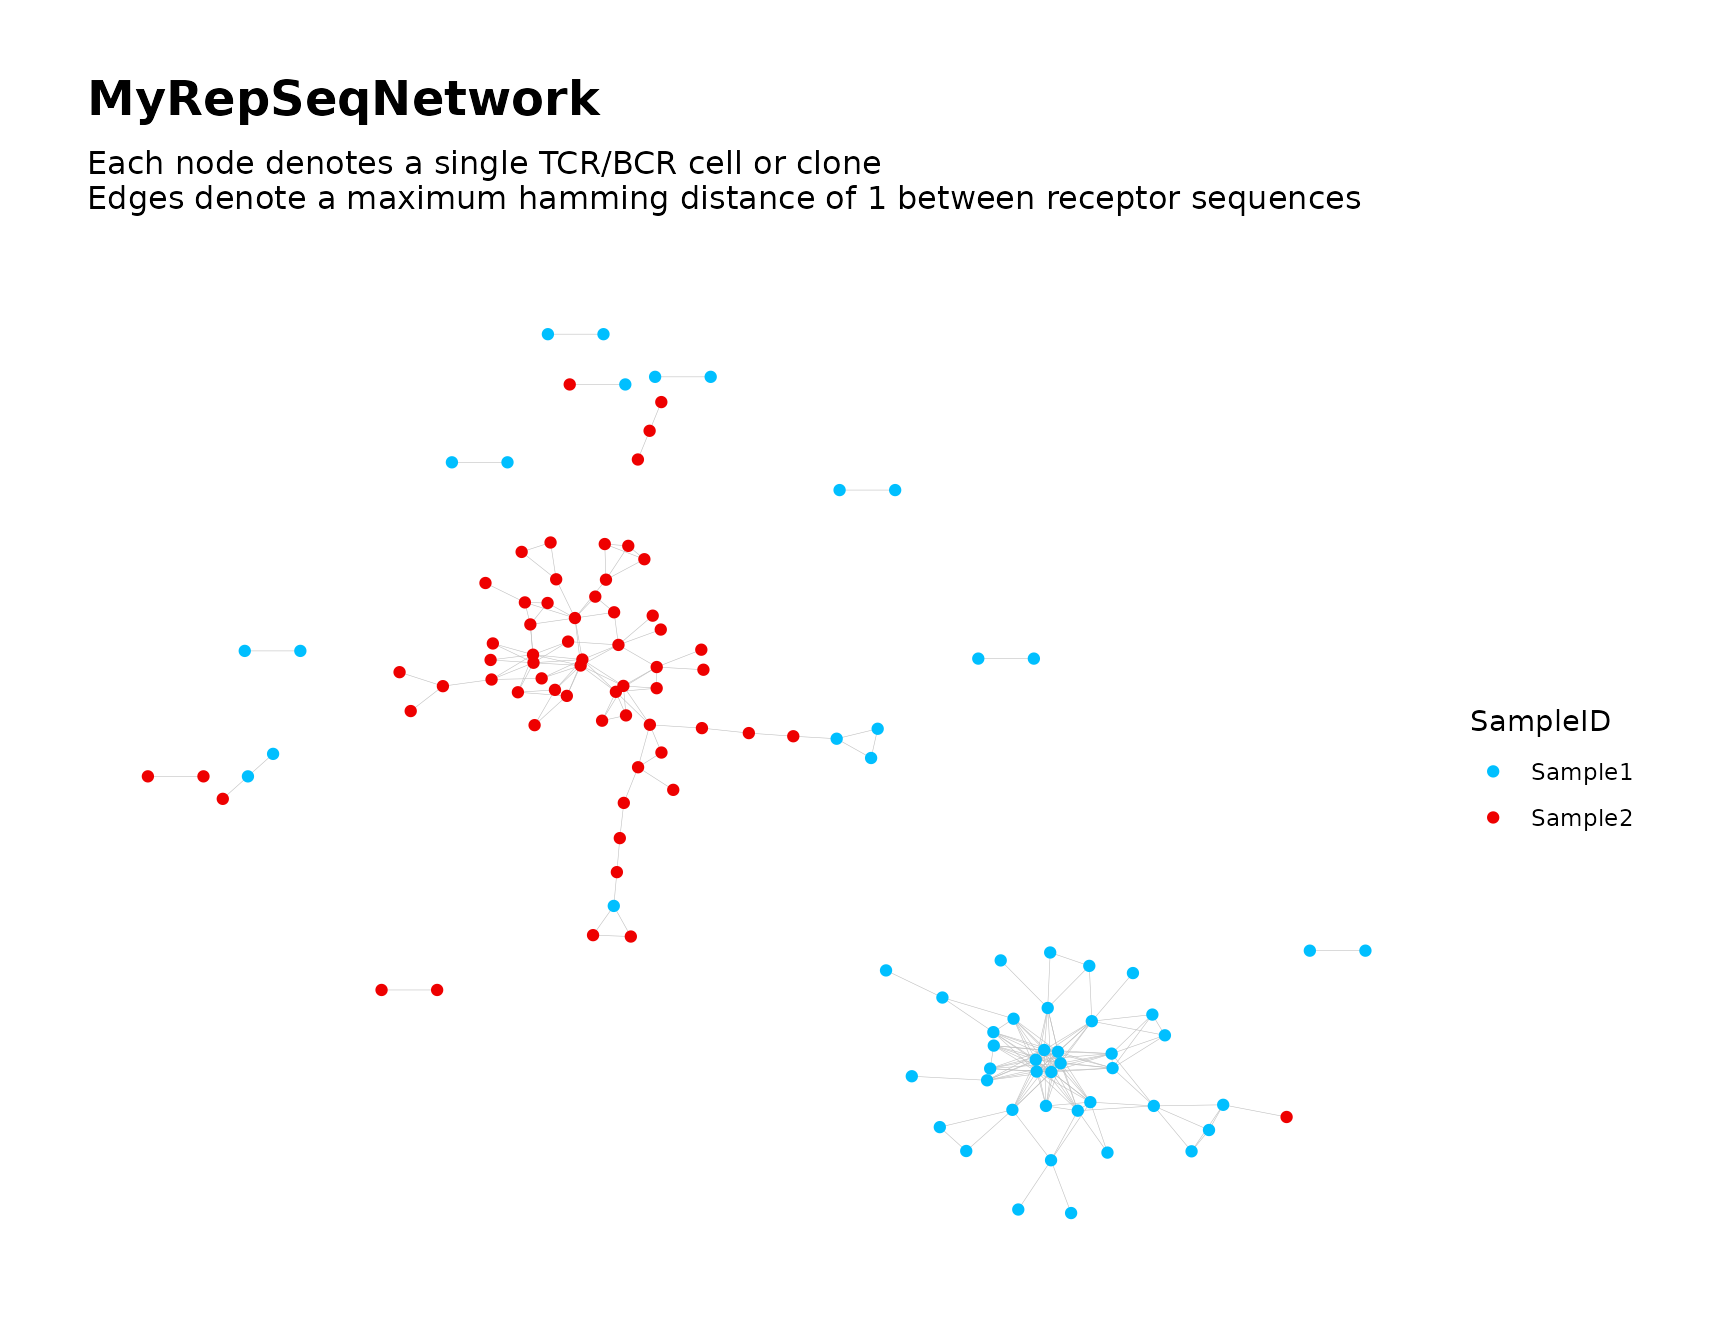 MyRepSeqNetwork
Each node denotes a single TCR/BCR cell or clone
Edges denote a maximum hamming distance of 1 between receptor sequences
SampleID
Sample1
Sample2